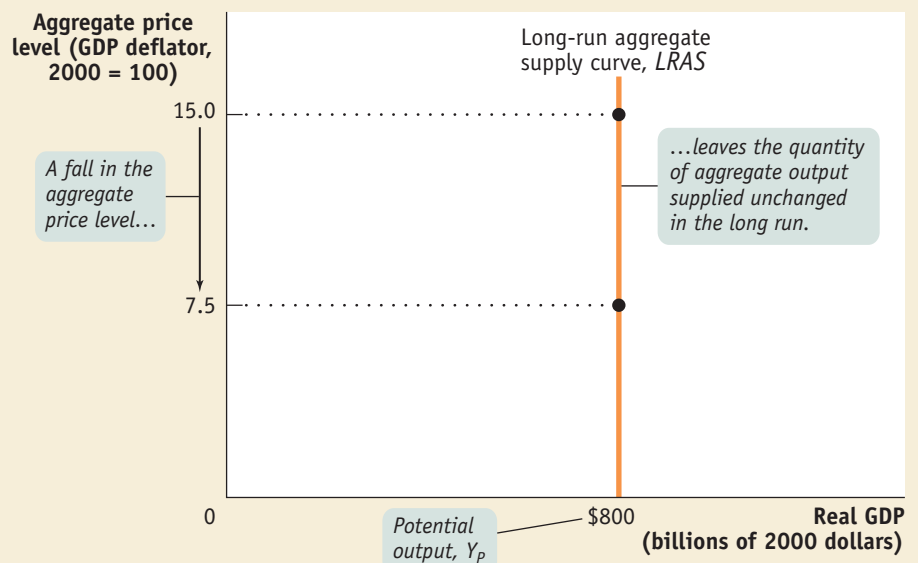 Aggregate price
level (GDP deflator,
2000 = 100)
Long-run aggregate
supply curve, LRAS
15.0
A fall in the
aggregate
price level…
…leaves the quantity
of aggregate output
supplied unchanged
in the long run.
7.5
0
$800
Real GDP
(billions of 2000 dollars)
Potential
output, YP